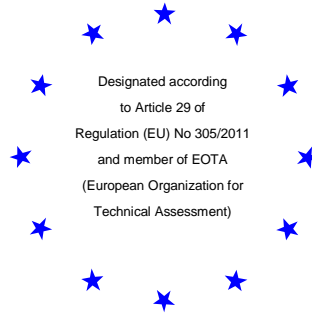 Designated according
to Article 29 of
Regulation (EU) No 305/2011
and member of EOTA
(European Organization for
Technical Assessment)